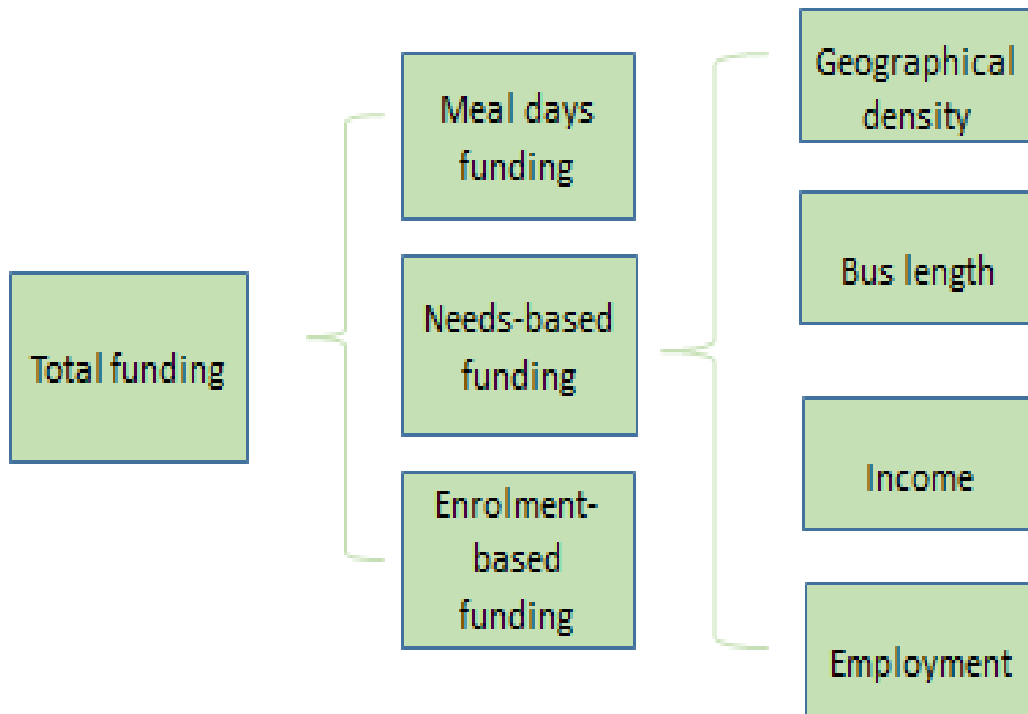 Total funding
Meal days
funding
Needs-based
funding
Enrolment-
based
funding
Geographical
density
Bus length
Income
Employment